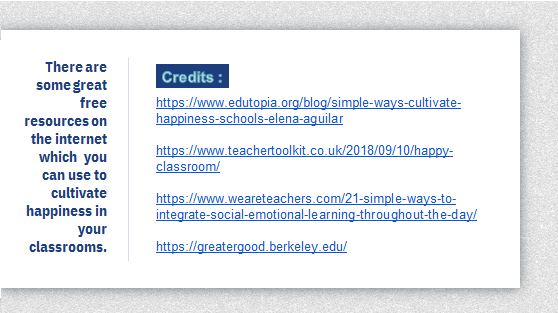 There are
some great
free
resources on
the internet
which you
can use to
cultivate
happiness in
your
classrooms.
Credits :
https://www.edutopia.org/blog/simple-ways-cultivate-
happiness-schools-elena-aguilar
https://www.teachertoolkit.co.uk/2018/09/10/happy-
classroom/
https://www.weareteachers.com/21-simple-ways-to-
integrate-social-emotional-learning-throughout-the-day/
https://greatergood.berkeley.edu/